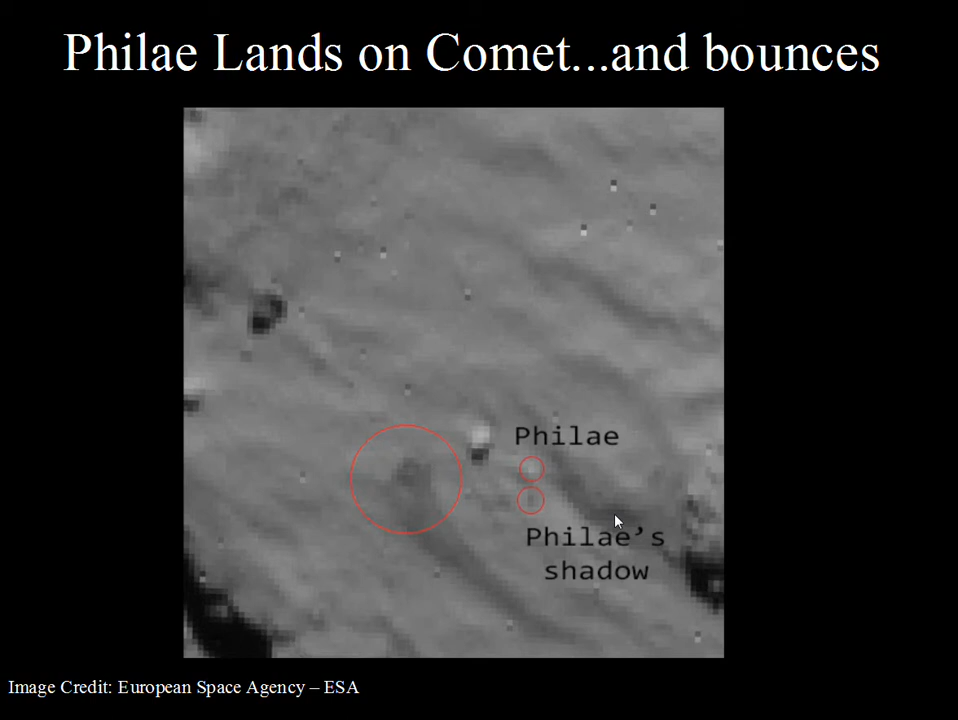 Philae Lands on Comet...and bounces
Philae
Philae’s
shadow
Image Credit: European Space Agency – ESA